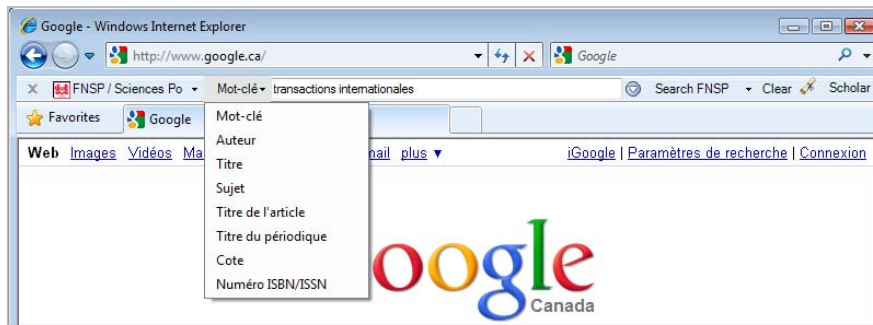 Google - Windows Internet Explorer
http://www.google.ca/ Google
x FNSP / Sciences Po Mot-clé transactions internationales Search FNSP Clear Scholar
Favorites Google
Mot-clé
Auteur
Web Images Vidéos Ma mail plus ▼ iGoogle | Paramètres de recherche | Connexion
Titre
Sujet
Titre de l'article
Titre du périodique
Cote
Numéro ISBN/ISSN
oogle
Canada